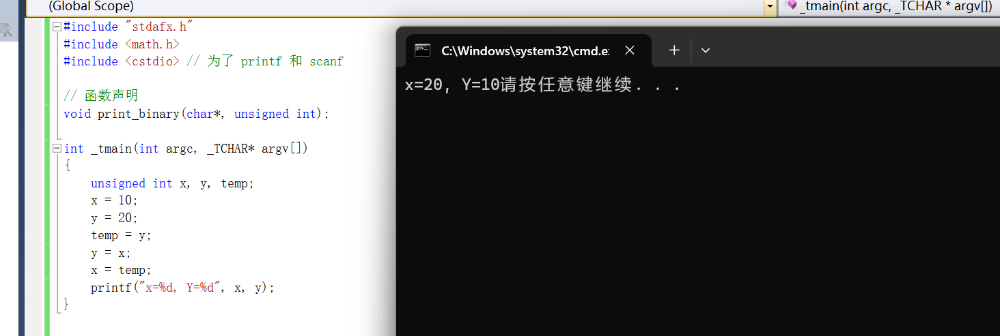 (Global Scope)
_tmain(int argc, _TCHAR * argv[])
#include "stdafx.h"
#include <math.h>
#include <cstdio> // 为了 printf 和 scanf
// 函数声明
void print_binary(char*, unsigned int);
int _tmain(int argc, _TCHAR* argv[])
{
unsigned int x, y, temp;
x = 10;
y = 20;
temp = y;
y = x;
x = temp;
printf("x=%d, Y=%d", x, y);
}
C:\Windows\system32\cmd.e
x=20, Y=10请按任意键继续. . .